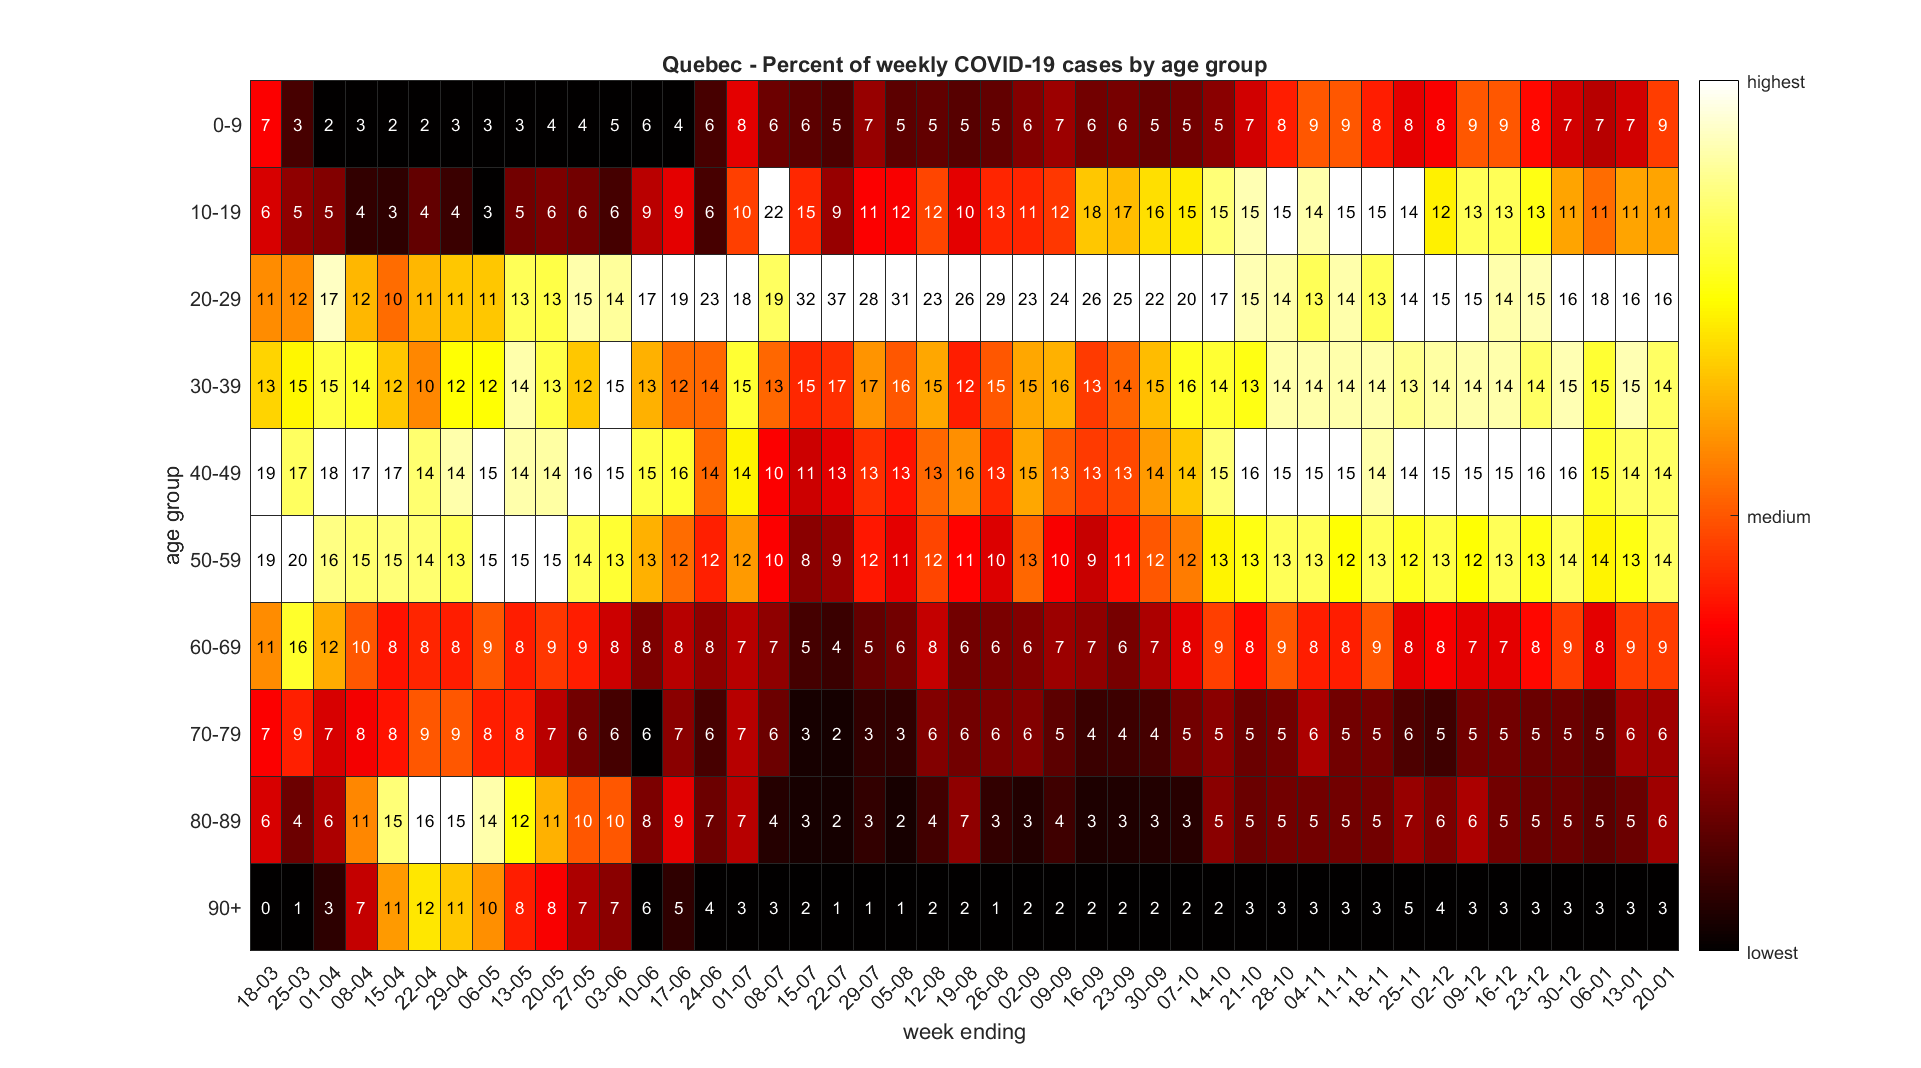 Quebec - Percent of weekly COVID-19 cases by age group
highest
0-9 7 3 2 3 2 2 3 3 3 4 4 5 6 4 6 8 6 6 5 7 5 5 5 5 6 7 6 6 5 5 5 7 8 9 9 8 8 8 9 9 8 7 7 7 9
10-19 6 5 5 4 3 4 4 3 5 6 6 6 9 9 6 10 22 15 9 11 12 12 10 13 11 12 18 17 16 15 15 15 15 14 15 15 14 12 13 13 13 11 11 11 11
20-29 11 12 17 12 10 11 11 11 13 13 15 14 17 19 23 18 19 32 37 28 31 23 26 29 23 24 26 25 22 20 17 15 14 13 14 13 14 15 15 14 15 16 18 16 16
30-39 13 15 15 14 12 10 12 12 14 13 12 15 13 12 14 15 13 15 17 17 16 15 12 15 15 16 13 14 15 16 14 13 14 14 14 14 13 14 14 14 14 15 15 15 14
40-49 19 17 18 17 17 14 14 15 14 14 16 15 15 16 14 14 10 11 13 13 13 13 16 13 15 13 13 13 14 14 15 16 15 15 15 14 14 15 15 15 16 16 15 14 14
50-59 19 20 16 15 15 14 13 15 15 15 14 13 13 12 12 12 10 8 9 12 11 12 11 10 13 10 9 11 12 12 13 13 13 13 12 13 12 13 12 13 13 14 14 13 14
medium
60-69 11 16 12 10 8 8 8 9 8 9 9 8 8 8 8 7 7 5 4 5 6 8 6 6 6 7 7 6 7 8 9 8 9 8 8 9 8 8 7 7 8 9 8 9 9
70-79 7 9 7 8 8 9 9 8 8 7 6 6 6 7 6 7 6 3 2 3 3 6 6 6 6 5 4 4 4 5 5 5 5 6 5 5 6 5 5 5 5 5 5 6 6
80-89 6 4 6 11 15 16 15 14 12 11 10 10 8 9 7 7 4 3 2 3 2 4 7 3 3 4 3 3 3 3 5 5 5 5 5 5 7 6 6 5 5 5 5 5 6
90+ 0 1 3 7 11 12 11 10 8 8 7 7 6 5 4 3 3 2 1 1 1 2 2 1 2 2 2 2 2 2 2 3 3 3 3 3 5 4 3 3 3 3 3 3 3
lowest
age group
18-03 25-03 01-04 08-04 15-04 22-04 29-04 06-05 13-05 20-05 27-05 03-06 10-06 17-06 24-06 01-07 08-07 15-07 22-07 29-07 05-08 12-08 19-08 26-08 02-09 09-09 16-09 23-09 30-09 07-10 14-10 21-10 28-10 04-11 11-11 18-11 25-11 02-12 09-12 16-12 23-12 30-12 06-01 13-01 20-01
week ending